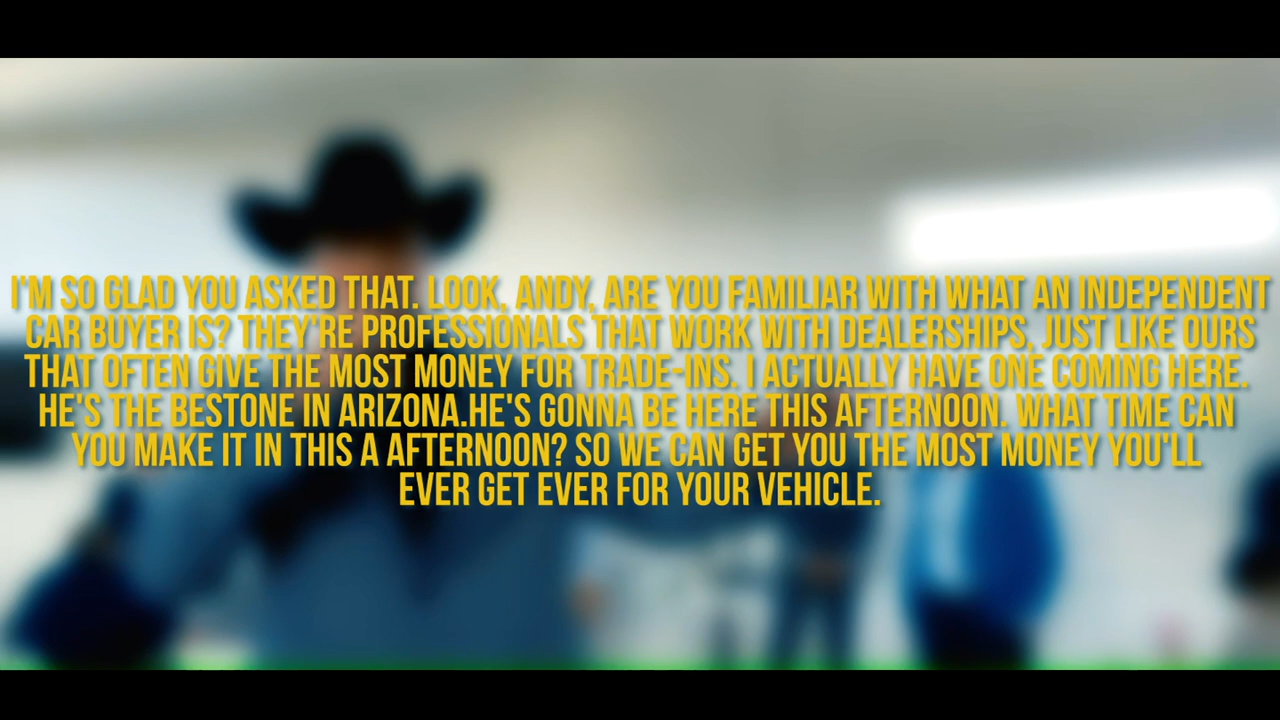 I'M SO GLAD YOU ASKED THAT. LOOK, ANDY, ARE YOU FAMILIAR WITH WHAT AN INDEPENDENT
CAR BUYER IS? THEY'RE PROFESSIONALS THAT WORK WITH DEALERSHIPS, JUST LIKE OURS
THAT OFTEN GIVE THE MOST MONEY FOR TRADE-INS. I ACTUALLY HAVE ONE COMING HERE.
HE'S THE BESTONE IN ARIZONA.HE'S GONNA BE HERE THIS AFTERNOON. WHAT TIME CAN
YOU MAKE IT IN THIS A AFTERNOON? SO WE CAN GET YOU THE MOST MONEY YOU'LL
EVER GET EVER FOR YOUR VEHICLE.